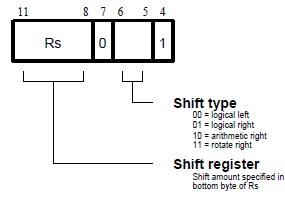 11 8 7 6 5 4
Rs 0 1
Shift type
00 = logical left
01 = logical right
10 = arithmetic right
11 = rotate right
Shift register
Shift amount specified in
bottom byte of Rs